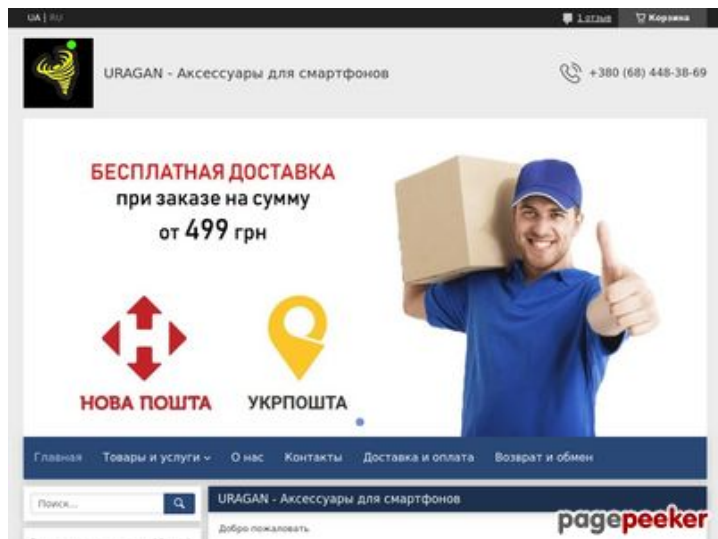 UA | RU
1 отзыв
Корзина
URAGAN - Аксессуары для смартфонов
+380 (68) 448-38-69
БЕСПЛАТНАЯ ДОСТАВКА
при заказе на сумму
от 499 грн
НОВА ПОШТА
УКРПОШТА
Главная Товары и услуги О нас Контакты Доставка и оплата Возврат и обмен
Поиск...
URAGAN - Аксессуары для смартфонов
Добро пожаловать
pagepeeker